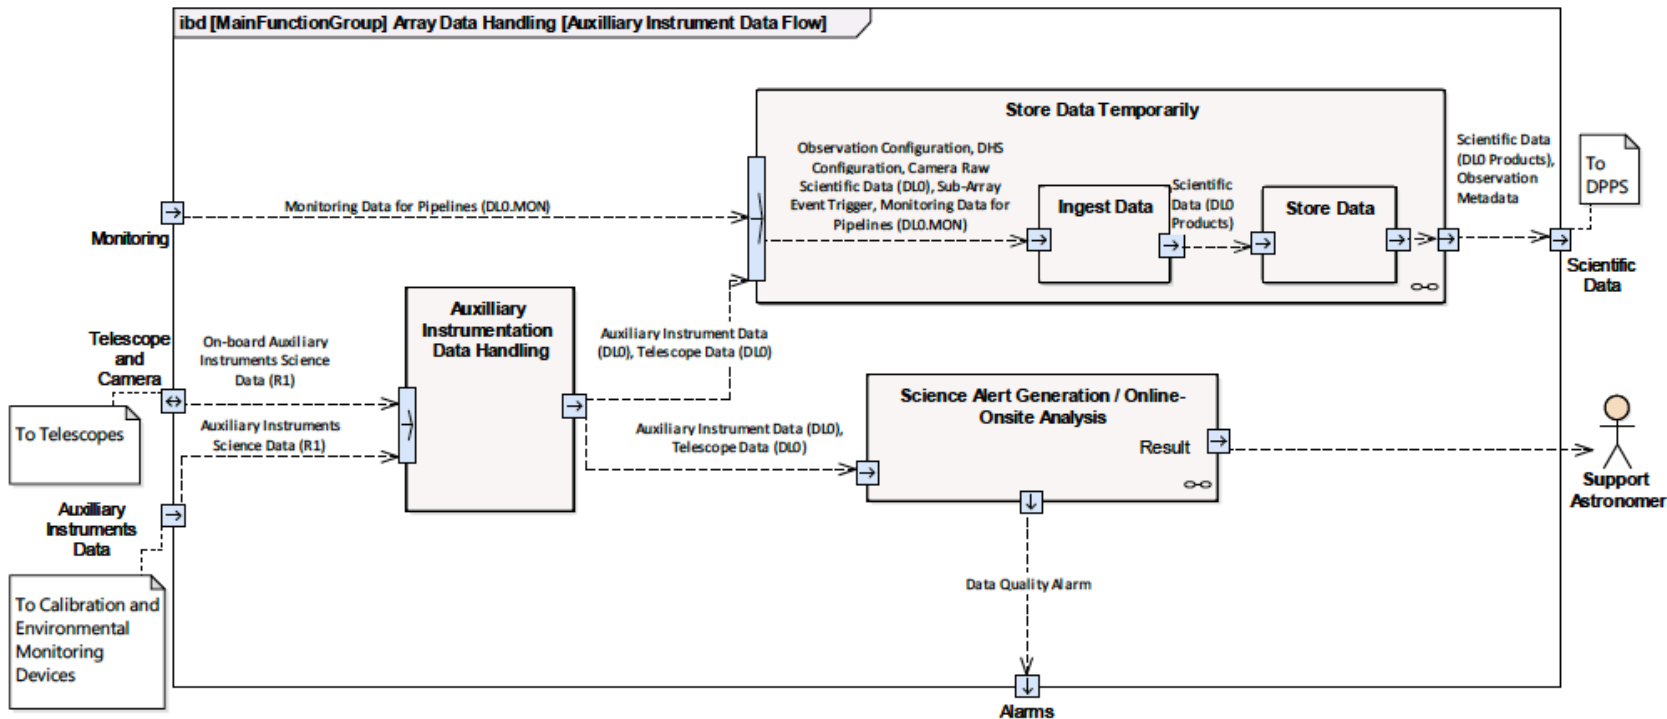 ibd [MainFunctionGroup] Array Data Handling [Auxilliary Instrument Data Flow]
Store Data Temporarily
Observation Configuration, DHS
Configuration, Camera Raw
Scientific Data (DL0), Sub-Array
Event Trigger, Monitoring Data for
Pipelines (DL0.MON)
Ingest Data
Scientific
Data (DL0
Products)
Store Data
Scientific Data
(DL0 Products),
Observation
Metadata
To
DPPS
Scientific
Data
Monitoring Data for Pipelines (DL0.MON)
Monitoring
Telescope
and
Camera
To Telescopes
On-board Auxiliary
Instruments Science
Data (R1)
Auxiliary Instruments
Science Data (R1)
Auxilliary
Instrumentation
Data Handling
Auxiliary Instrument Data
(DL0), Telescope Data (DL0)
Auxiliary Instrument Data (DL0),
Telescope Data (DL0)
Science Alert Generation / Online-
Onsite Analysis
Result
Support
Astronomer
Auxilliary
Instruments
Data
To Calibration and
Environmental
Monitoring
Devices
Data Quality Alarm
Alarms